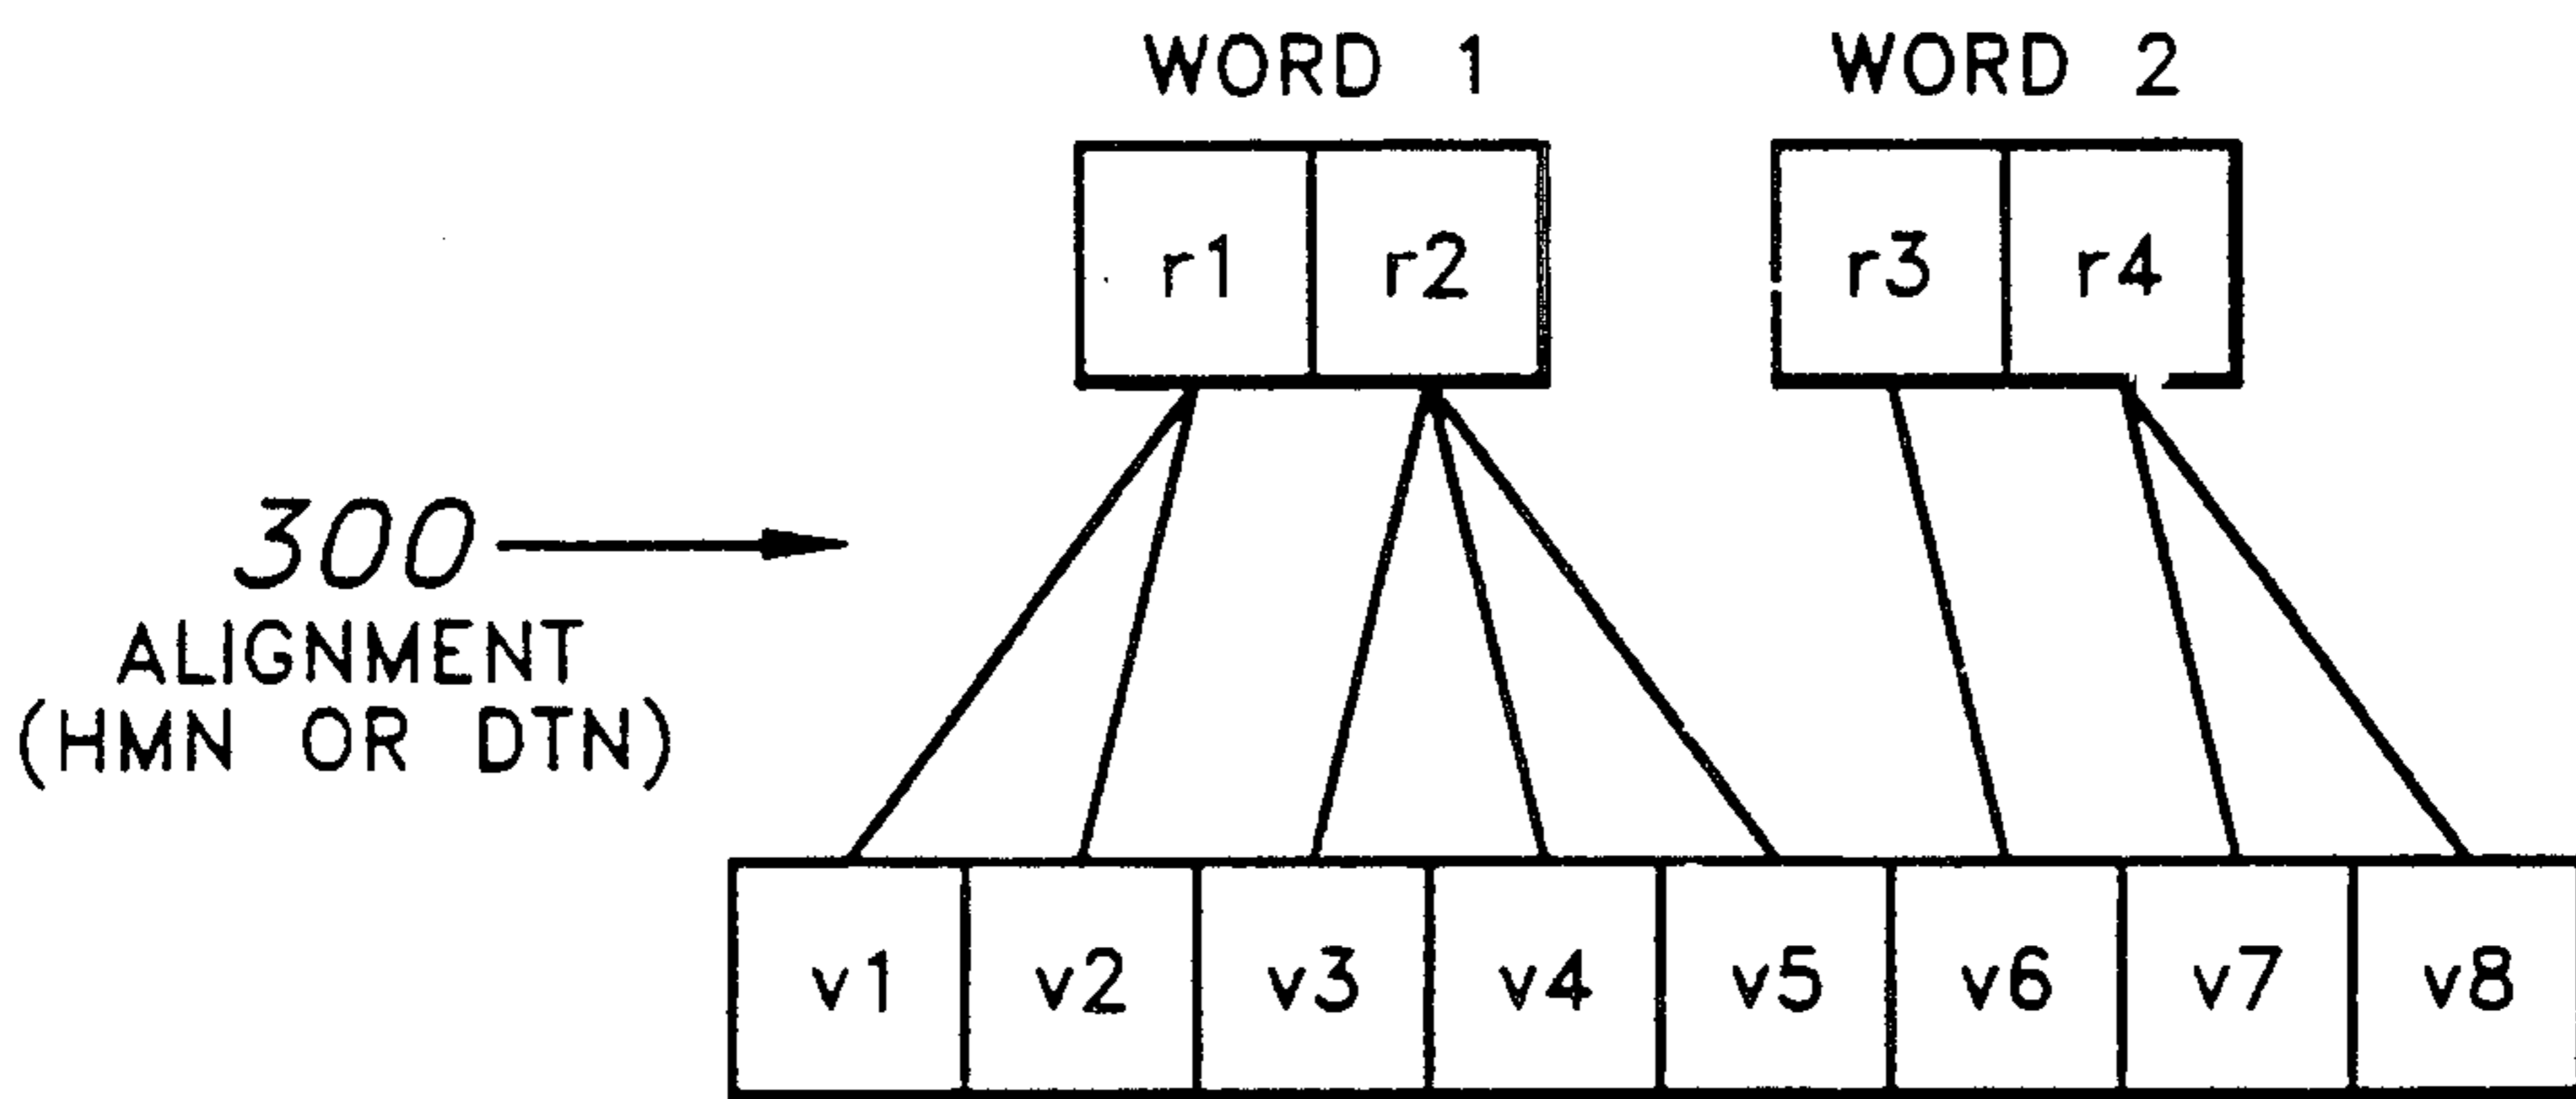 WORD 1 WORD 2
r1 r2 r3 r4
300
ALIGNMENT
(HMN OR DTN)
v1 v2 v3 v4 v5 v6 v7 v8